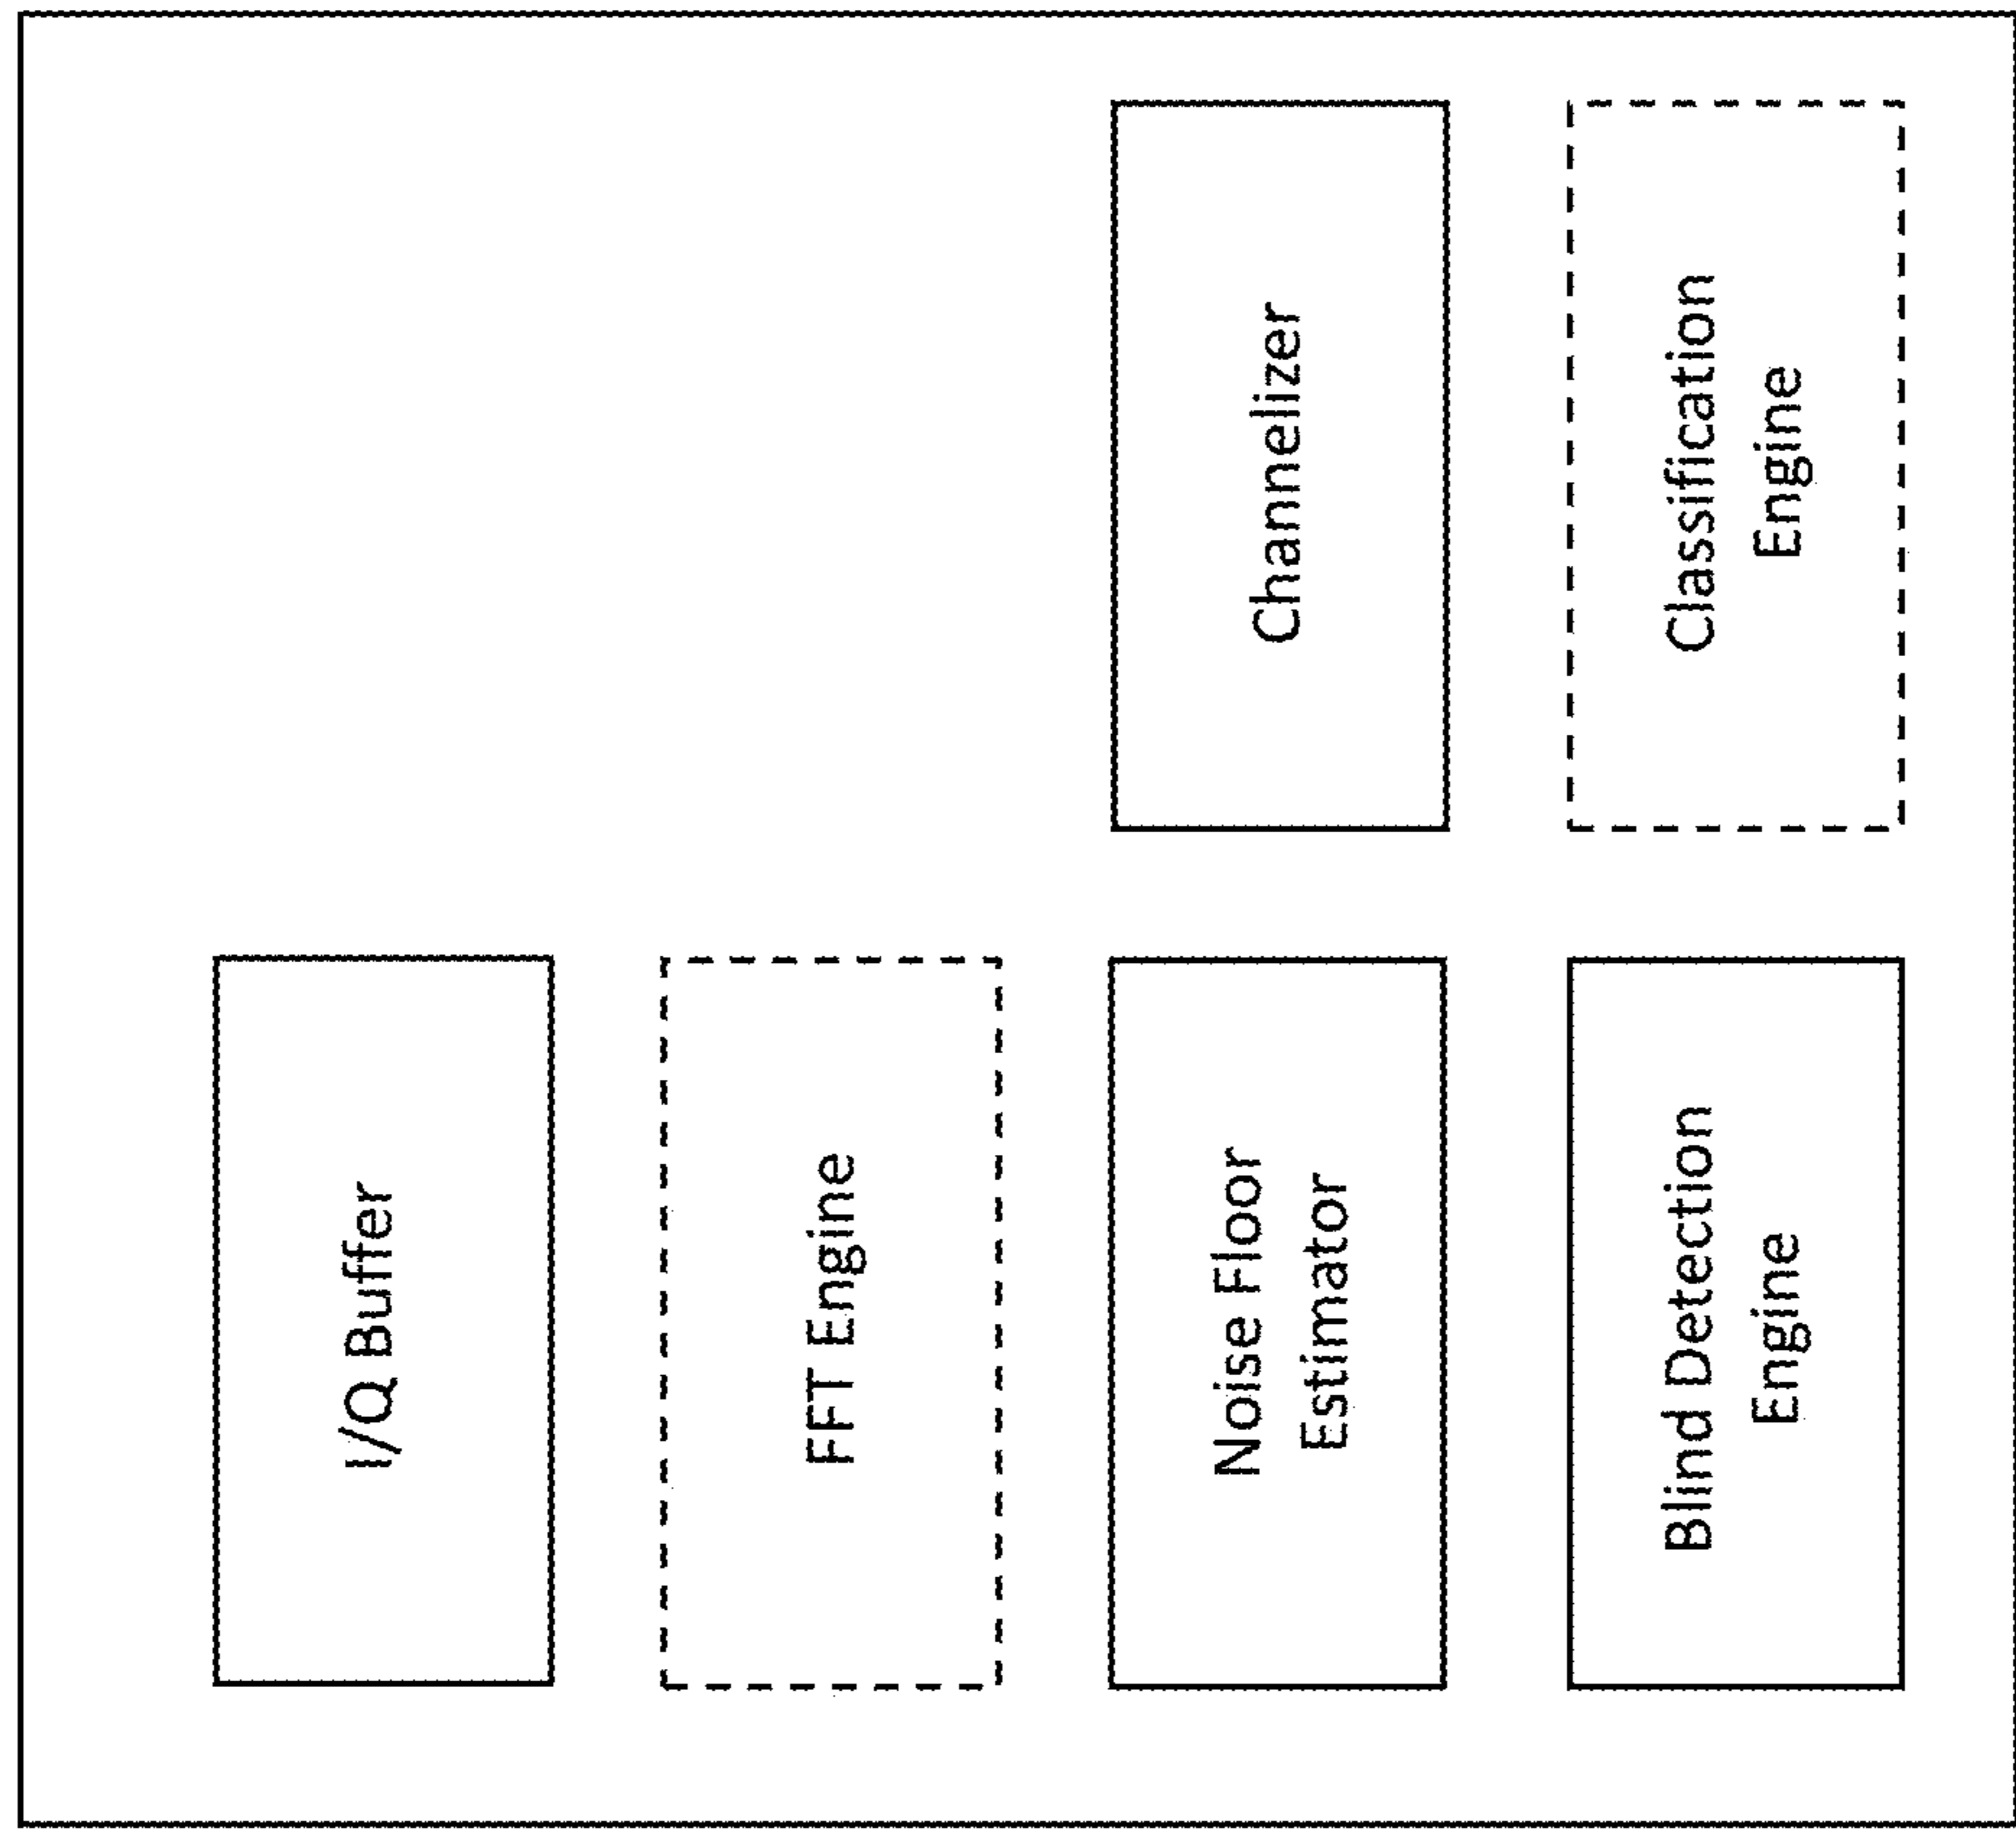 I/Q Buffer
FFT Engine
Noise Floor
Estimator
Channelizer
Blind Detection
Engine
Classification
Engine